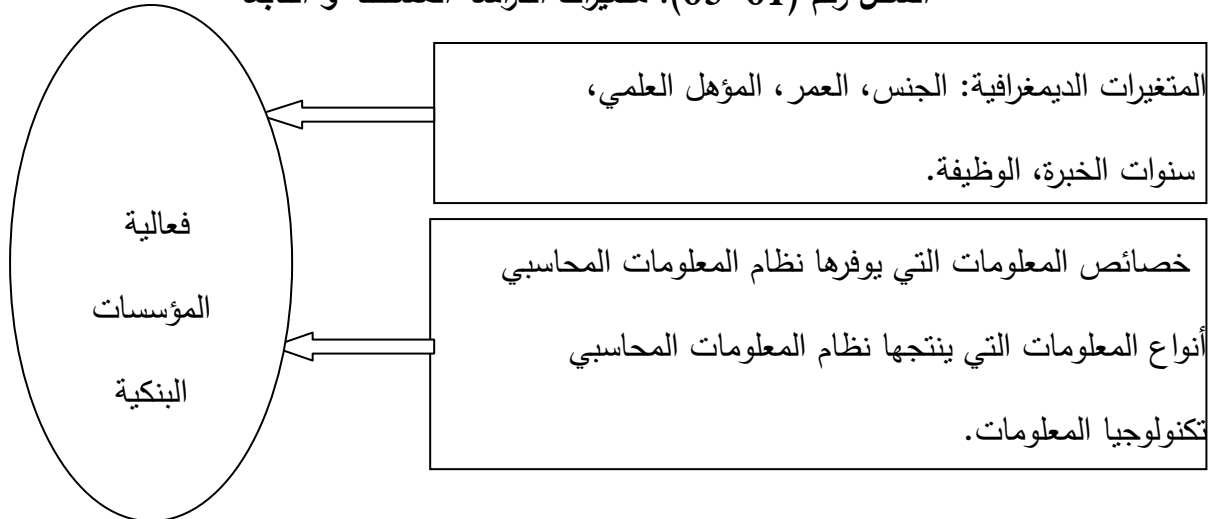 المتغيرات الديمغرافية: الجنس، العمر، المؤهل العلمي،
سنوات الخبرة، الوظيفة.
خصائص المعلومات التي يوفرها نظام المعلومات المحاسبي
أنواع المعلومات التي ينتجها نظام المعلومات المحاسبي
تكنولوجيا المعلومات.
فعالية
المؤسسات
البنكية